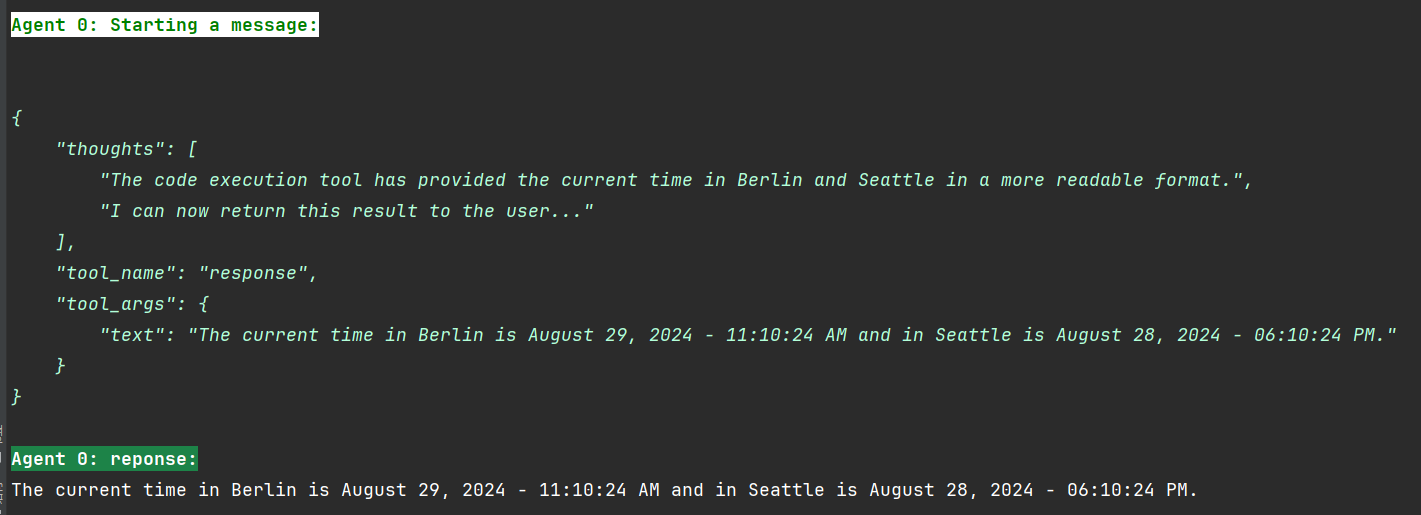 Agent 0: Starting a message:
{
    "thoughts": [
        "The code execution tool has provided the current time in Berlin and Seattle in a more readable format.",
        "I can now return this result to the user..."
    ],
    "tool_name": "response",
    "tool_args": {
        "text": "The current time in Berlin is August 29, 2024 - 11:10:24 AM and in Seattle is August 28, 2024 - 06:10:24 PM."
    }
}
Agent 0: reponse:
The current time in Berlin is August 29, 2024 - 11:10:24 AM and in Seattle is August 28, 2024 - 06:10:24 PM.